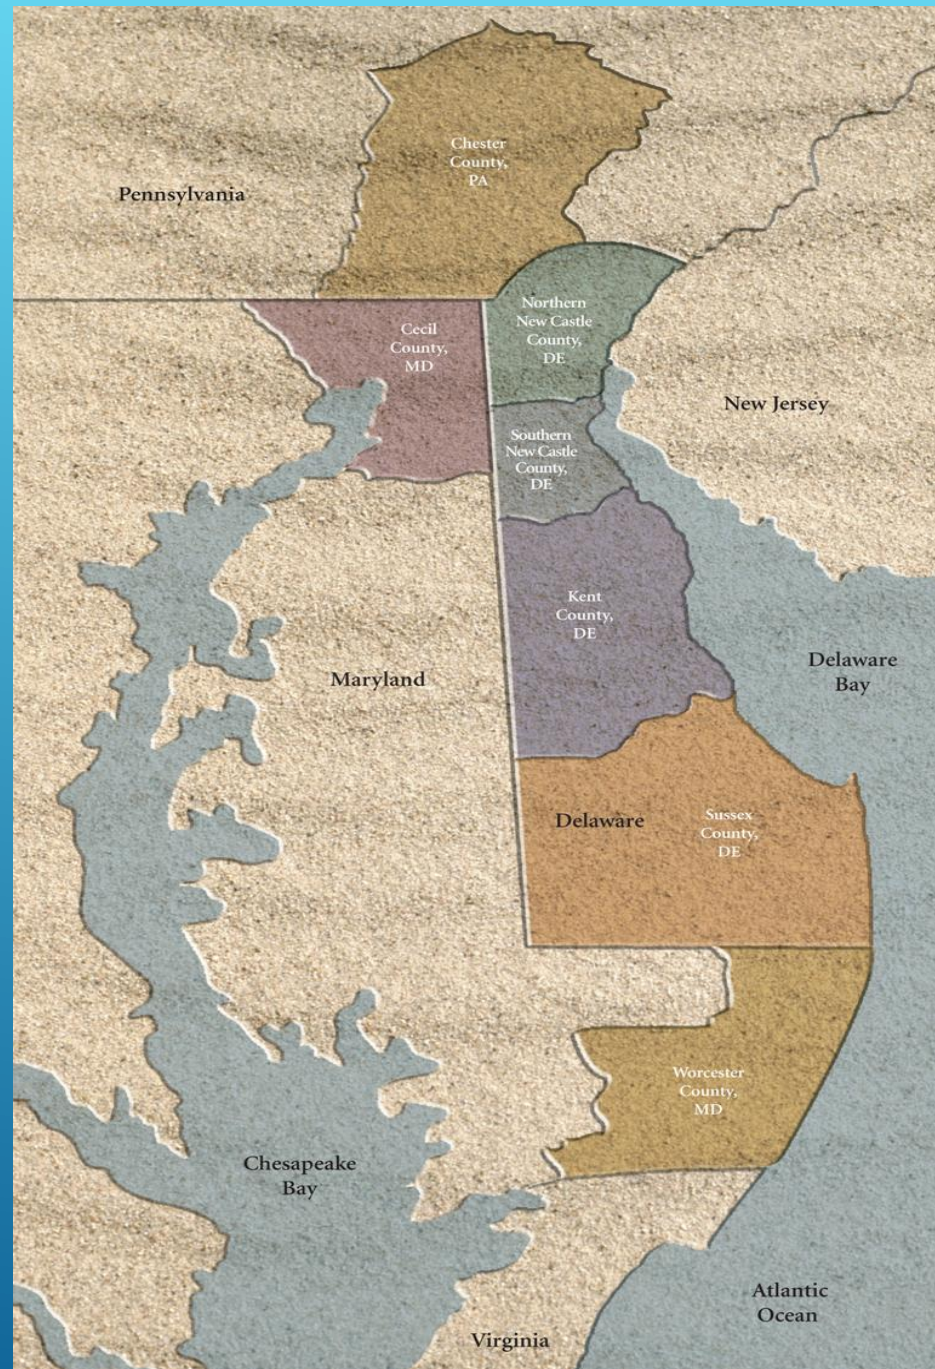 Chester
County,
PA
Pennsylvania
Northern
New Castle
County,
DE
Cecil
County,
MD
New Jersey
Southern
New Castle
County,
DE
Kent
County,
DE
Delaware
Bay
Maryland
Delaware
Sussex
County,
DE
Worcester
County,
MD
Chesapeake
Bay
Atlantic
Ocean
Virginia